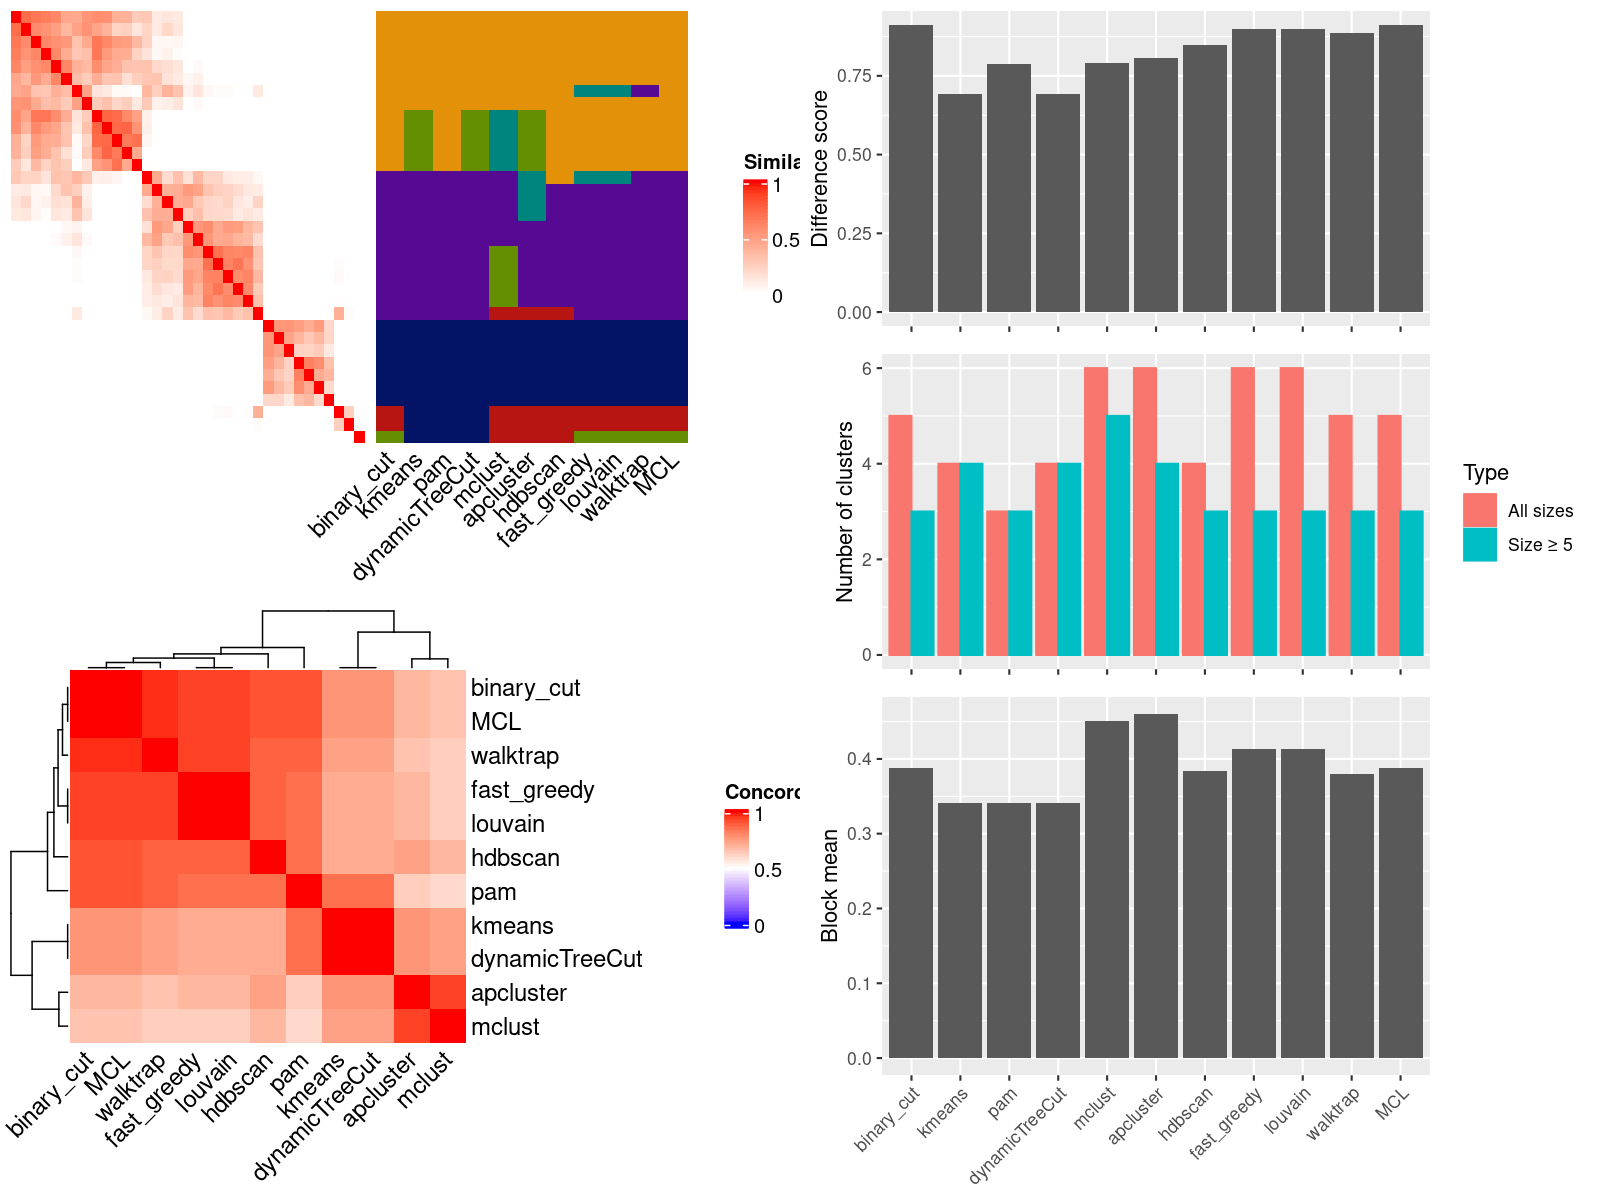 Simila
1
0.5
0
binary_cut
kmeans
pam
dynamicTreeCut
mclust
apcluster
hdbscan
fast_greedy
louvain
walktrap
MCL
binary_cut
MCL
walktrap
fast_greedy
louvain
hdbscan
pam
kmeans
dynamicTreeCut
apcluster
mclust
Concord
1
0.5
0
binary_cut
MCL
walktrap
fast_greedy
louvain
hdbscan
pam
kmeans
dynamicTreeCut
apcluster
mclust
Difference score
0.75
0.50
0.25
0.00
Number of clusters
6
4
2
0
Type
All sizes
Size ≥ 5
Block mean
0.4
0.3
0.2
0.1
0.0
binary_cut
kmeans
pam
dynamicTreeCut
mclust
apcluster
hdbscan
fast_greedy
louvain
walktrap
MCL